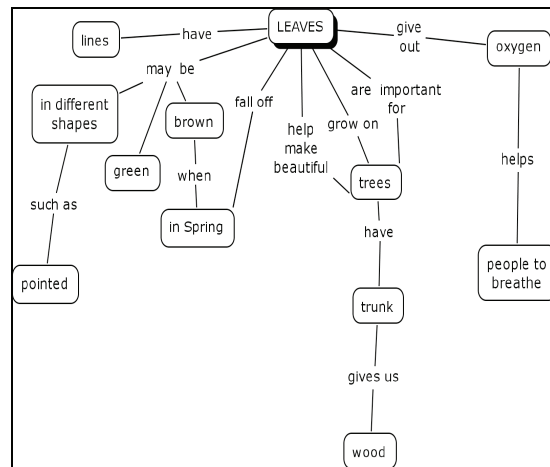 LEAVES
lines
have
give
out
oxygen
may be
in different
shapes
brown
green
fall off
when
in Spring
such as
pointed
help
make
beautiful
grow on
are important
for
trees
have
trunk
gives us
wood
helps
people to
breathe